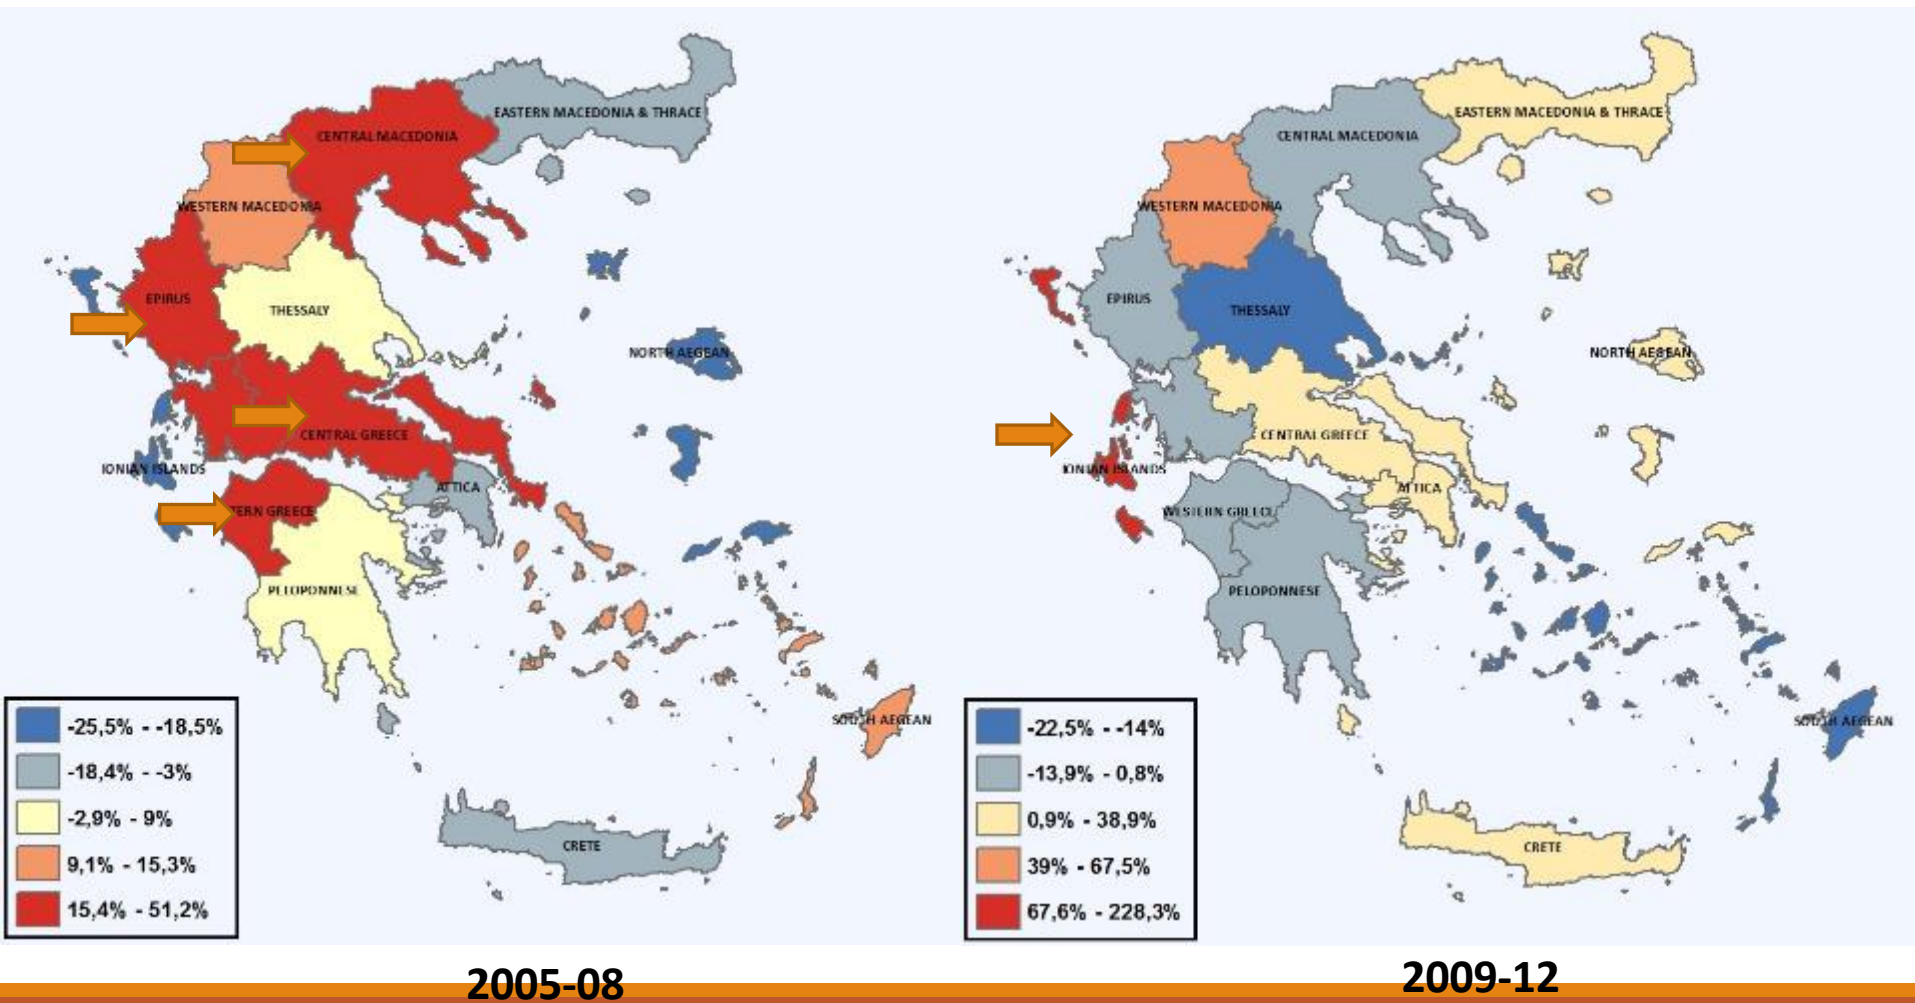 EASTERN MACEDONIA & THRACE
CENTRAL MACEDONIA
WESTERN MACEDONIA
EPIRUS
THESSALY
NORTH AEGEAN
CENTRAL GREECE
IONIAN ISLANDS
ATTICA
TERN GREECE
PELOPONNESE
SOUTH AEGEAN
CRETE
-25,5% - -18,5%
-18,4% - -3%
-2,9% - 9%
9,1% - 15,3%
15,4% - 51,2%
2005-08
EASTERN MACEDONIA & THRACE
CENTRAL MACEDONIA
WESTERN MACEDONIA
EPIRUS
THESSALY
NORTH AEGEAN
CENTRAL GREECE
IONIAN ISLANDS
ATTICA
WESTERN GREECE
PELOPONNESE
SOUTH AEGEAN
CRETE
-22,5% - -14%
-13,9% - 0,8%
0,9% - 38,9%
39% - 67,5%
67,6% - 228,3%
2009-12